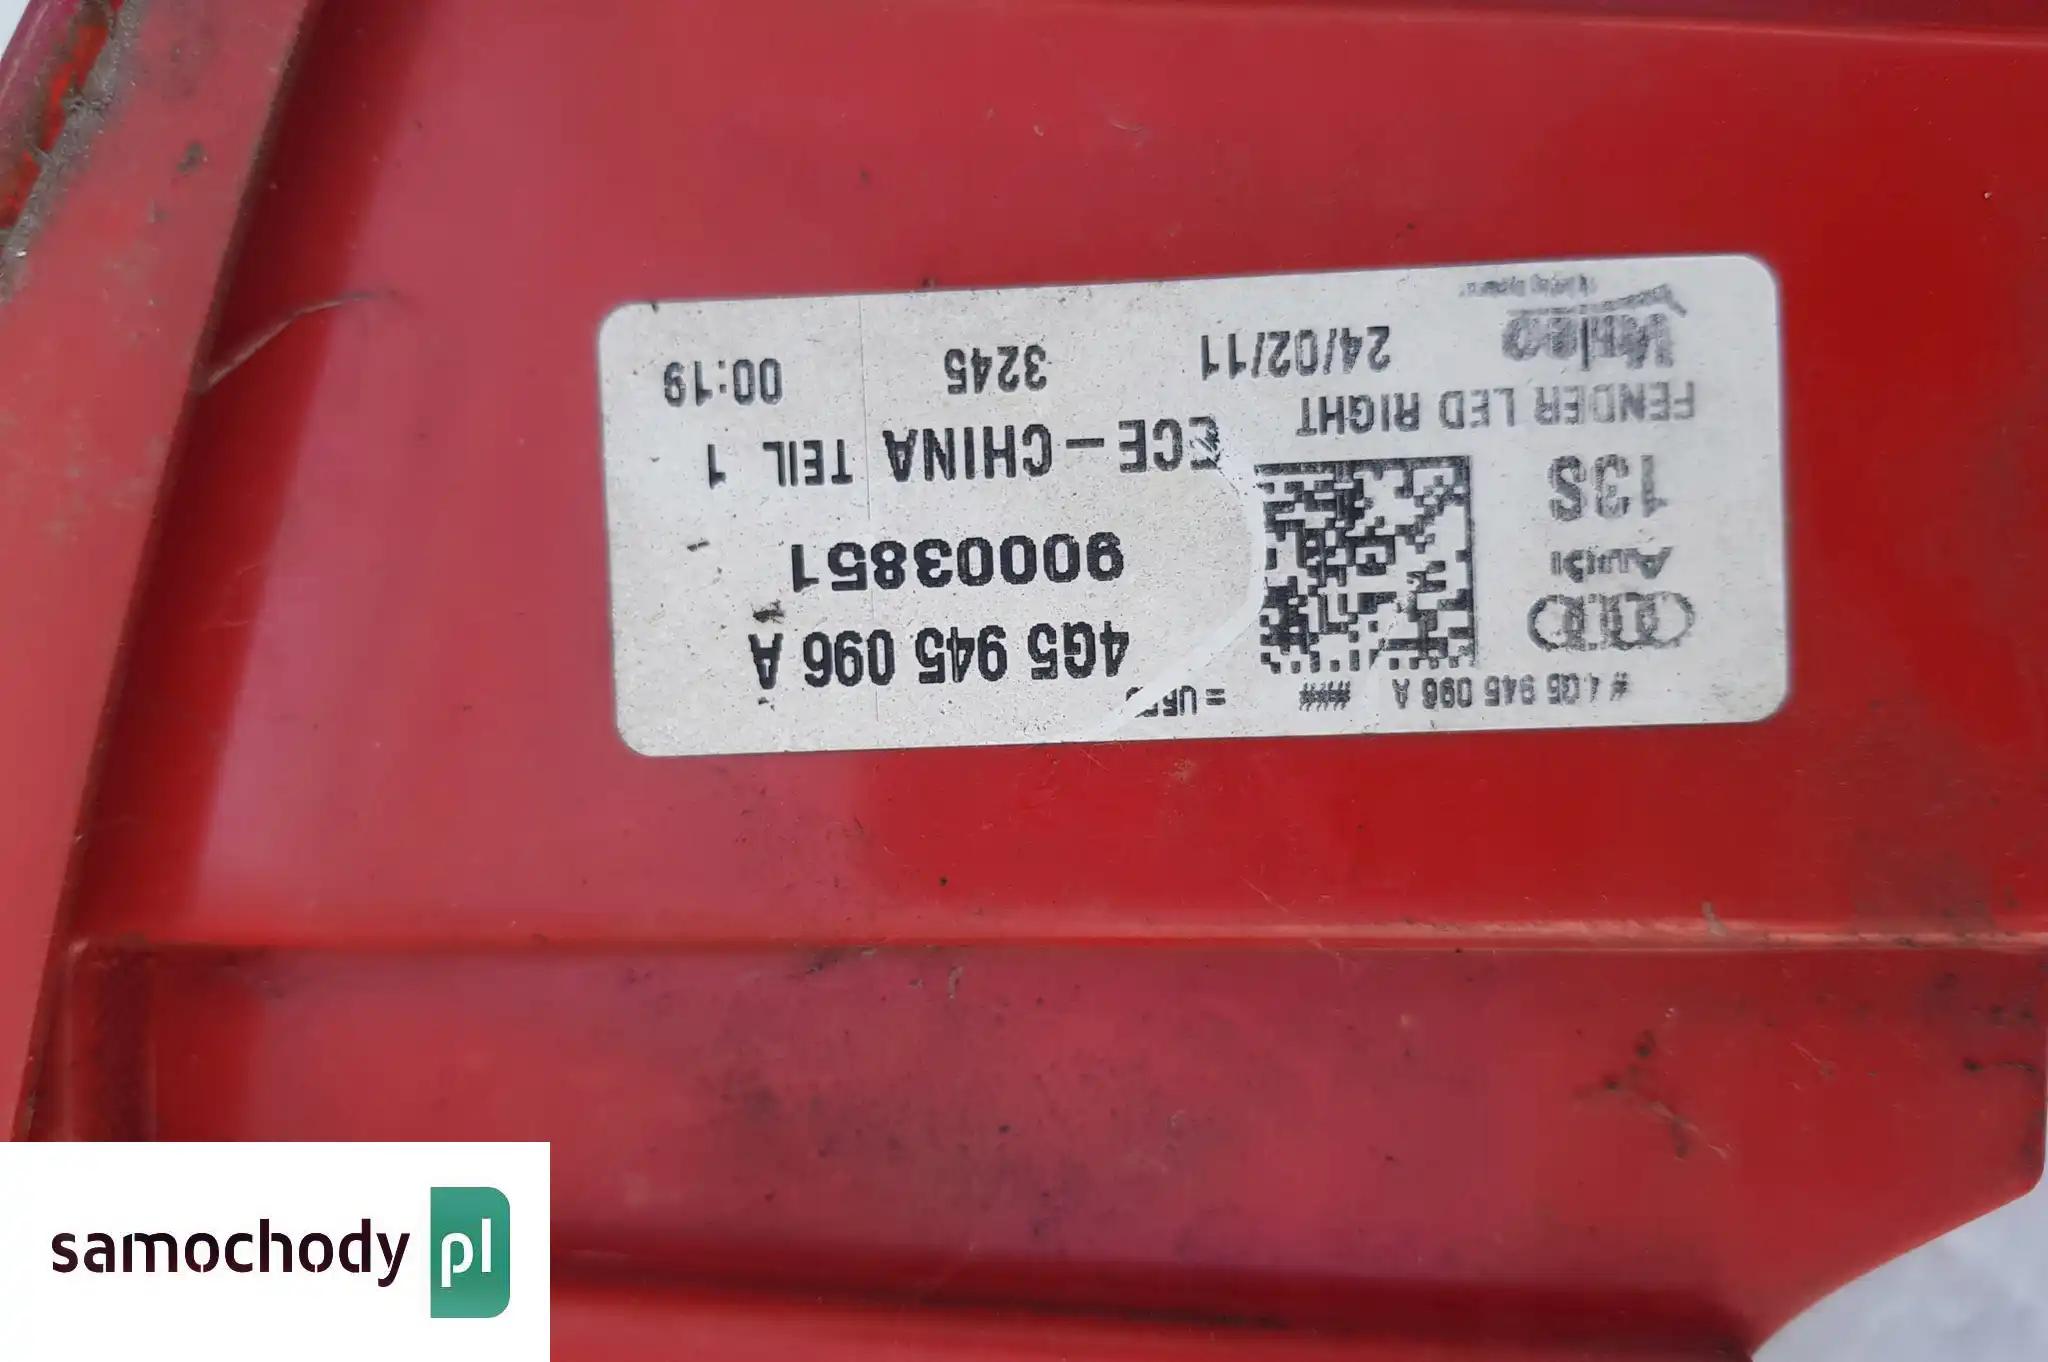 # 4G5 945 096 A ### =
4G5 945 096 A
AUDI
90003851
13S
ECE-CHINA TEIL 1
FENDER LED RIGHT
Valeo 24/02/11 3245 00:19
samochody pl